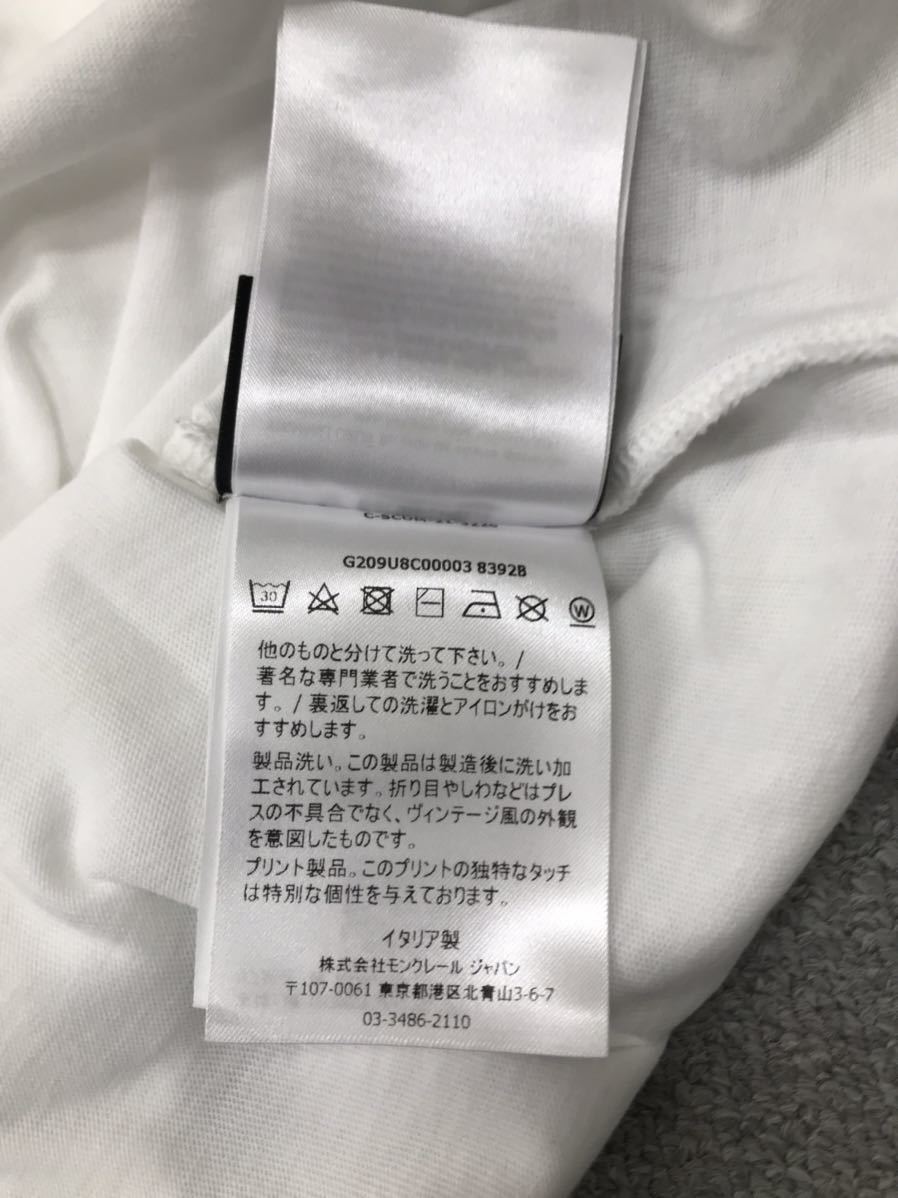 G209U8C00003 8392B
30
W
他のものと分けて洗って下さい。/
著名な専門業者で洗うことをおすすめしま
す。/ 裏返しての洗濯とアイロンがけをお
すすめします。
製品洗い。この製品は製造後に洗い加
工されています。折り目やしわなどはプレ
スの不具合でなく、ヴィンテージ風の外観
を意図したものです。
プリント製品。このプリントの独特なタッチ
は特別な個性を与えております。
イタリア製
株式会社モンクレール ジャパン
〒107-0061 東京都港区北青山3-6-7
03-3486-2110